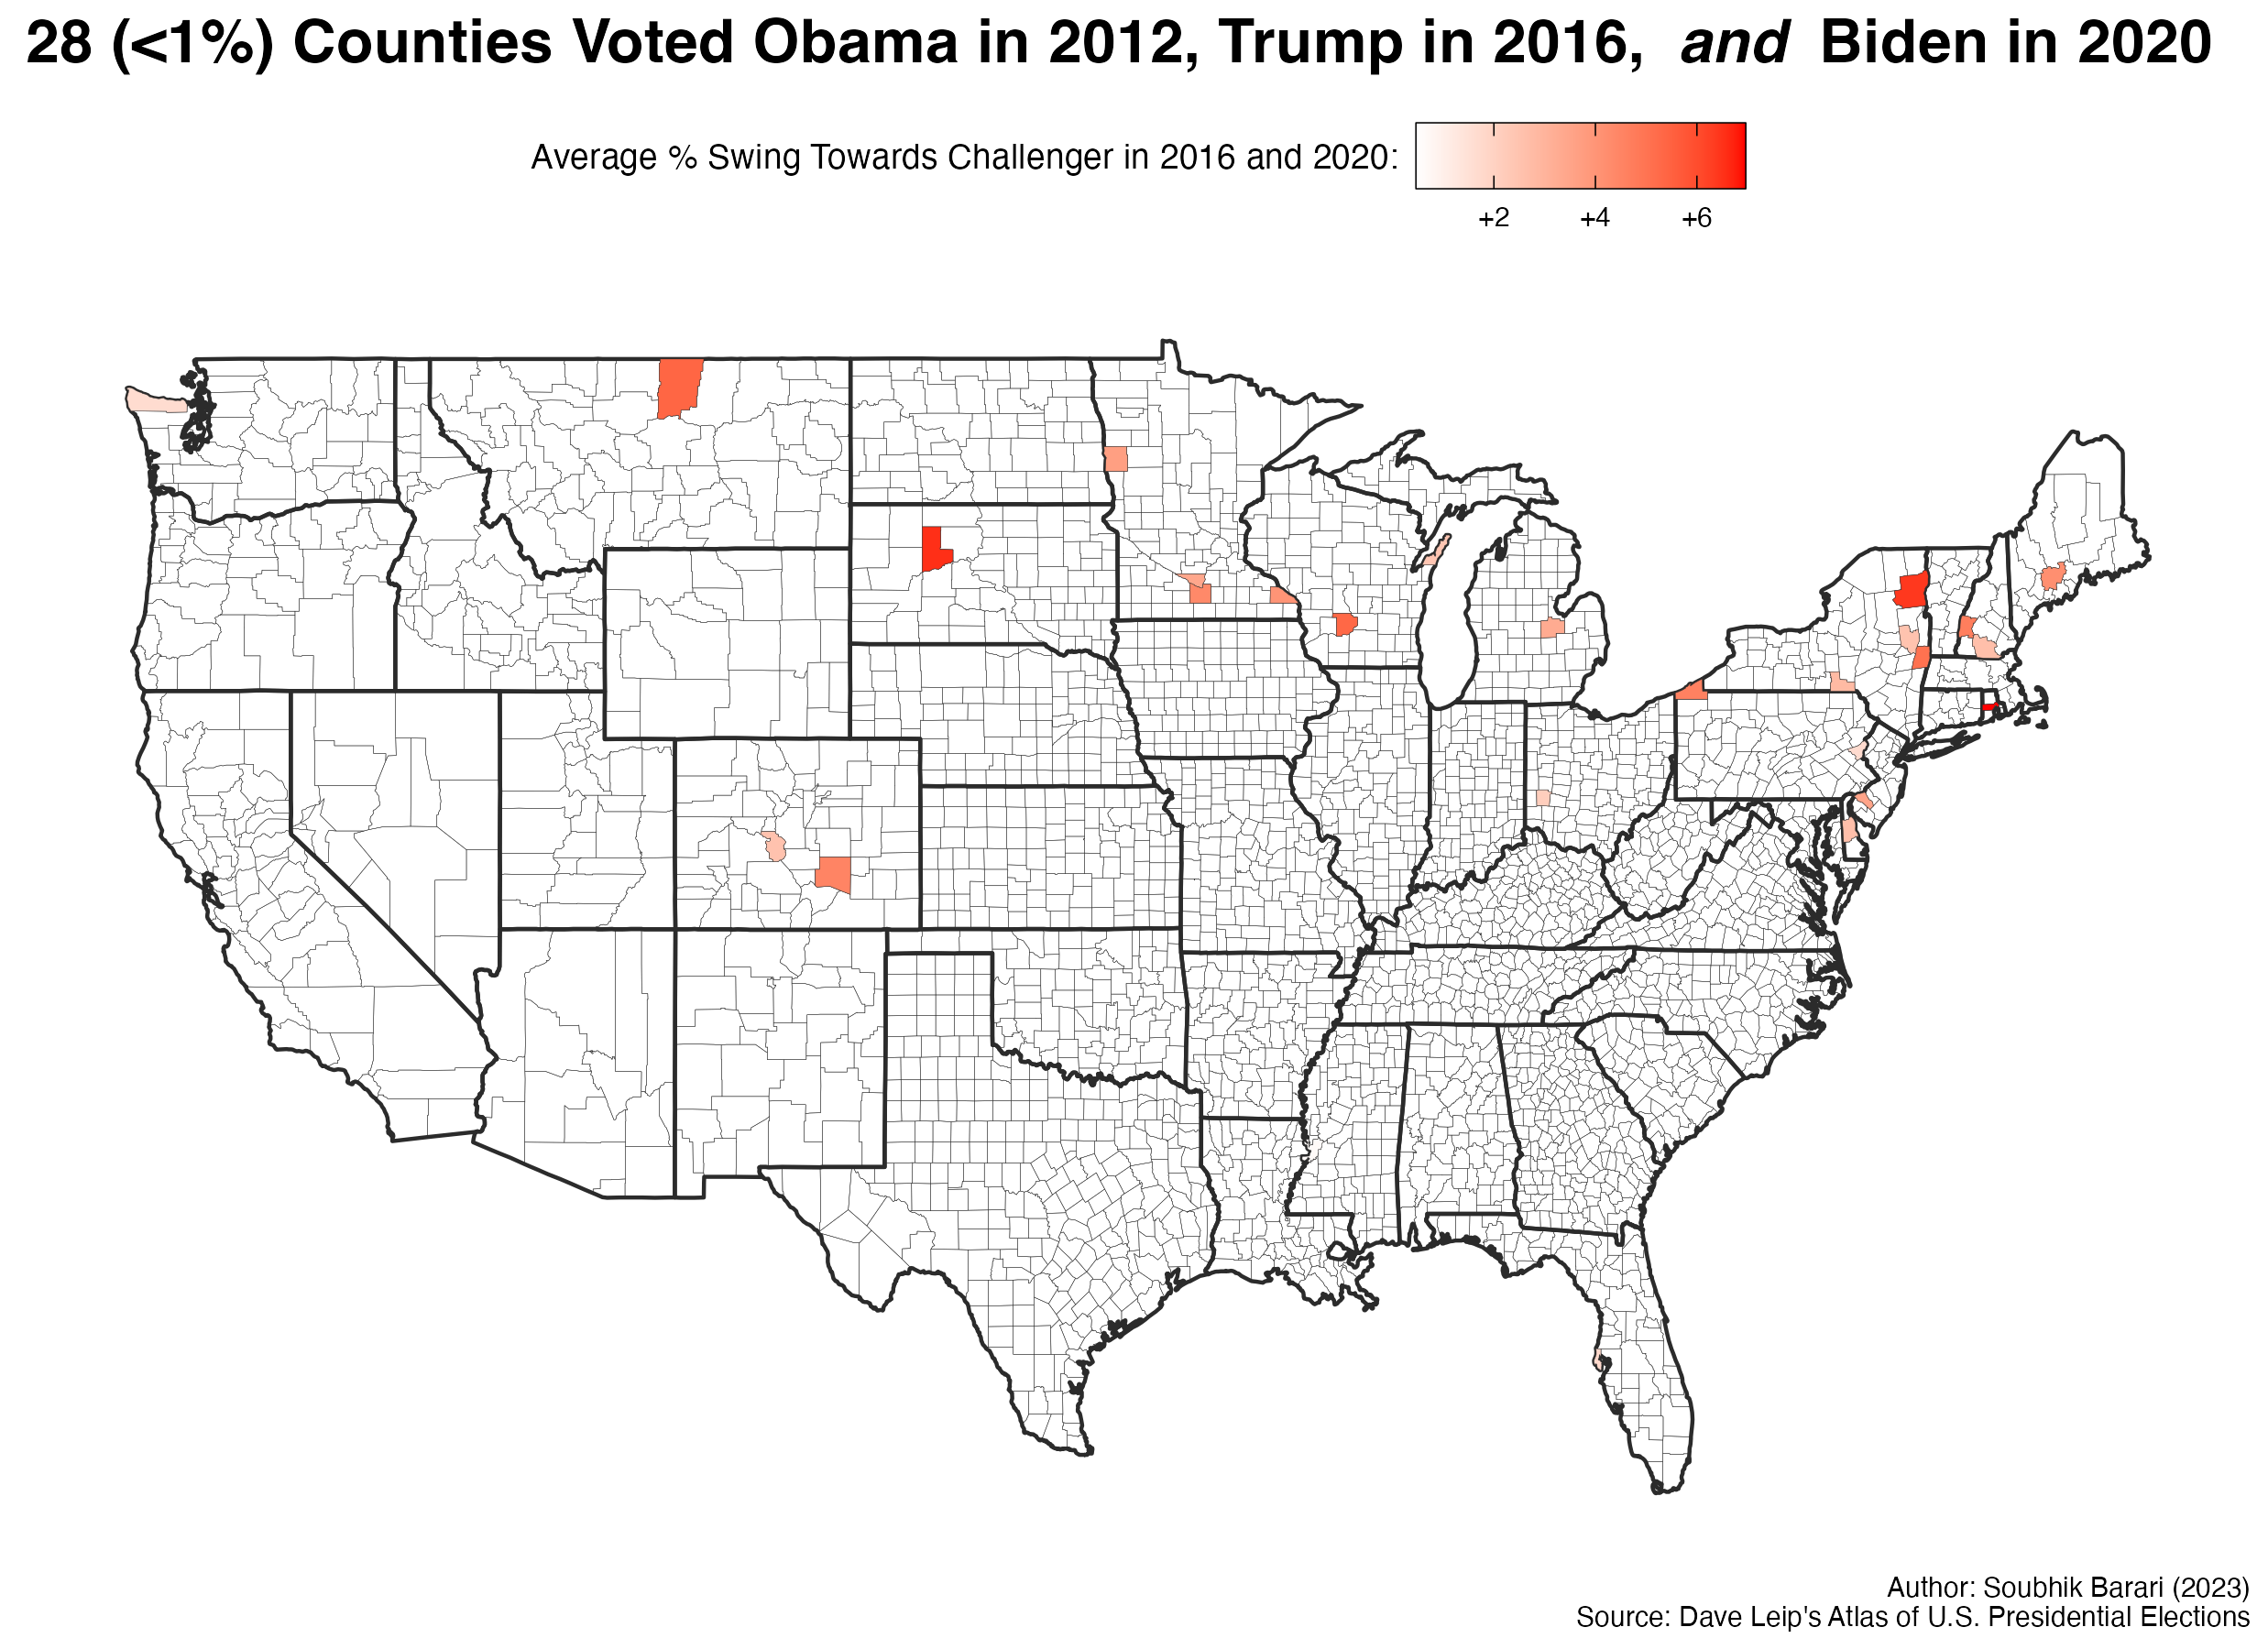 28 (<1%) Counties Voted Obama in 2012, Trump in 2016, and Biden in 2020
Average % Swing Towards Challenger in 2016 and 2020:
+2 +4 +6
Author: Soubhik Barari (2023)
Source: Dave Leip's Atlas of U.S. Presidential Elections